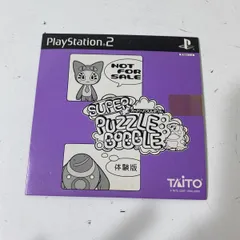 PlayStation 2
NOT FOR SALE
SUPER
PUZZLE BOBBLE
体験版
TAITO